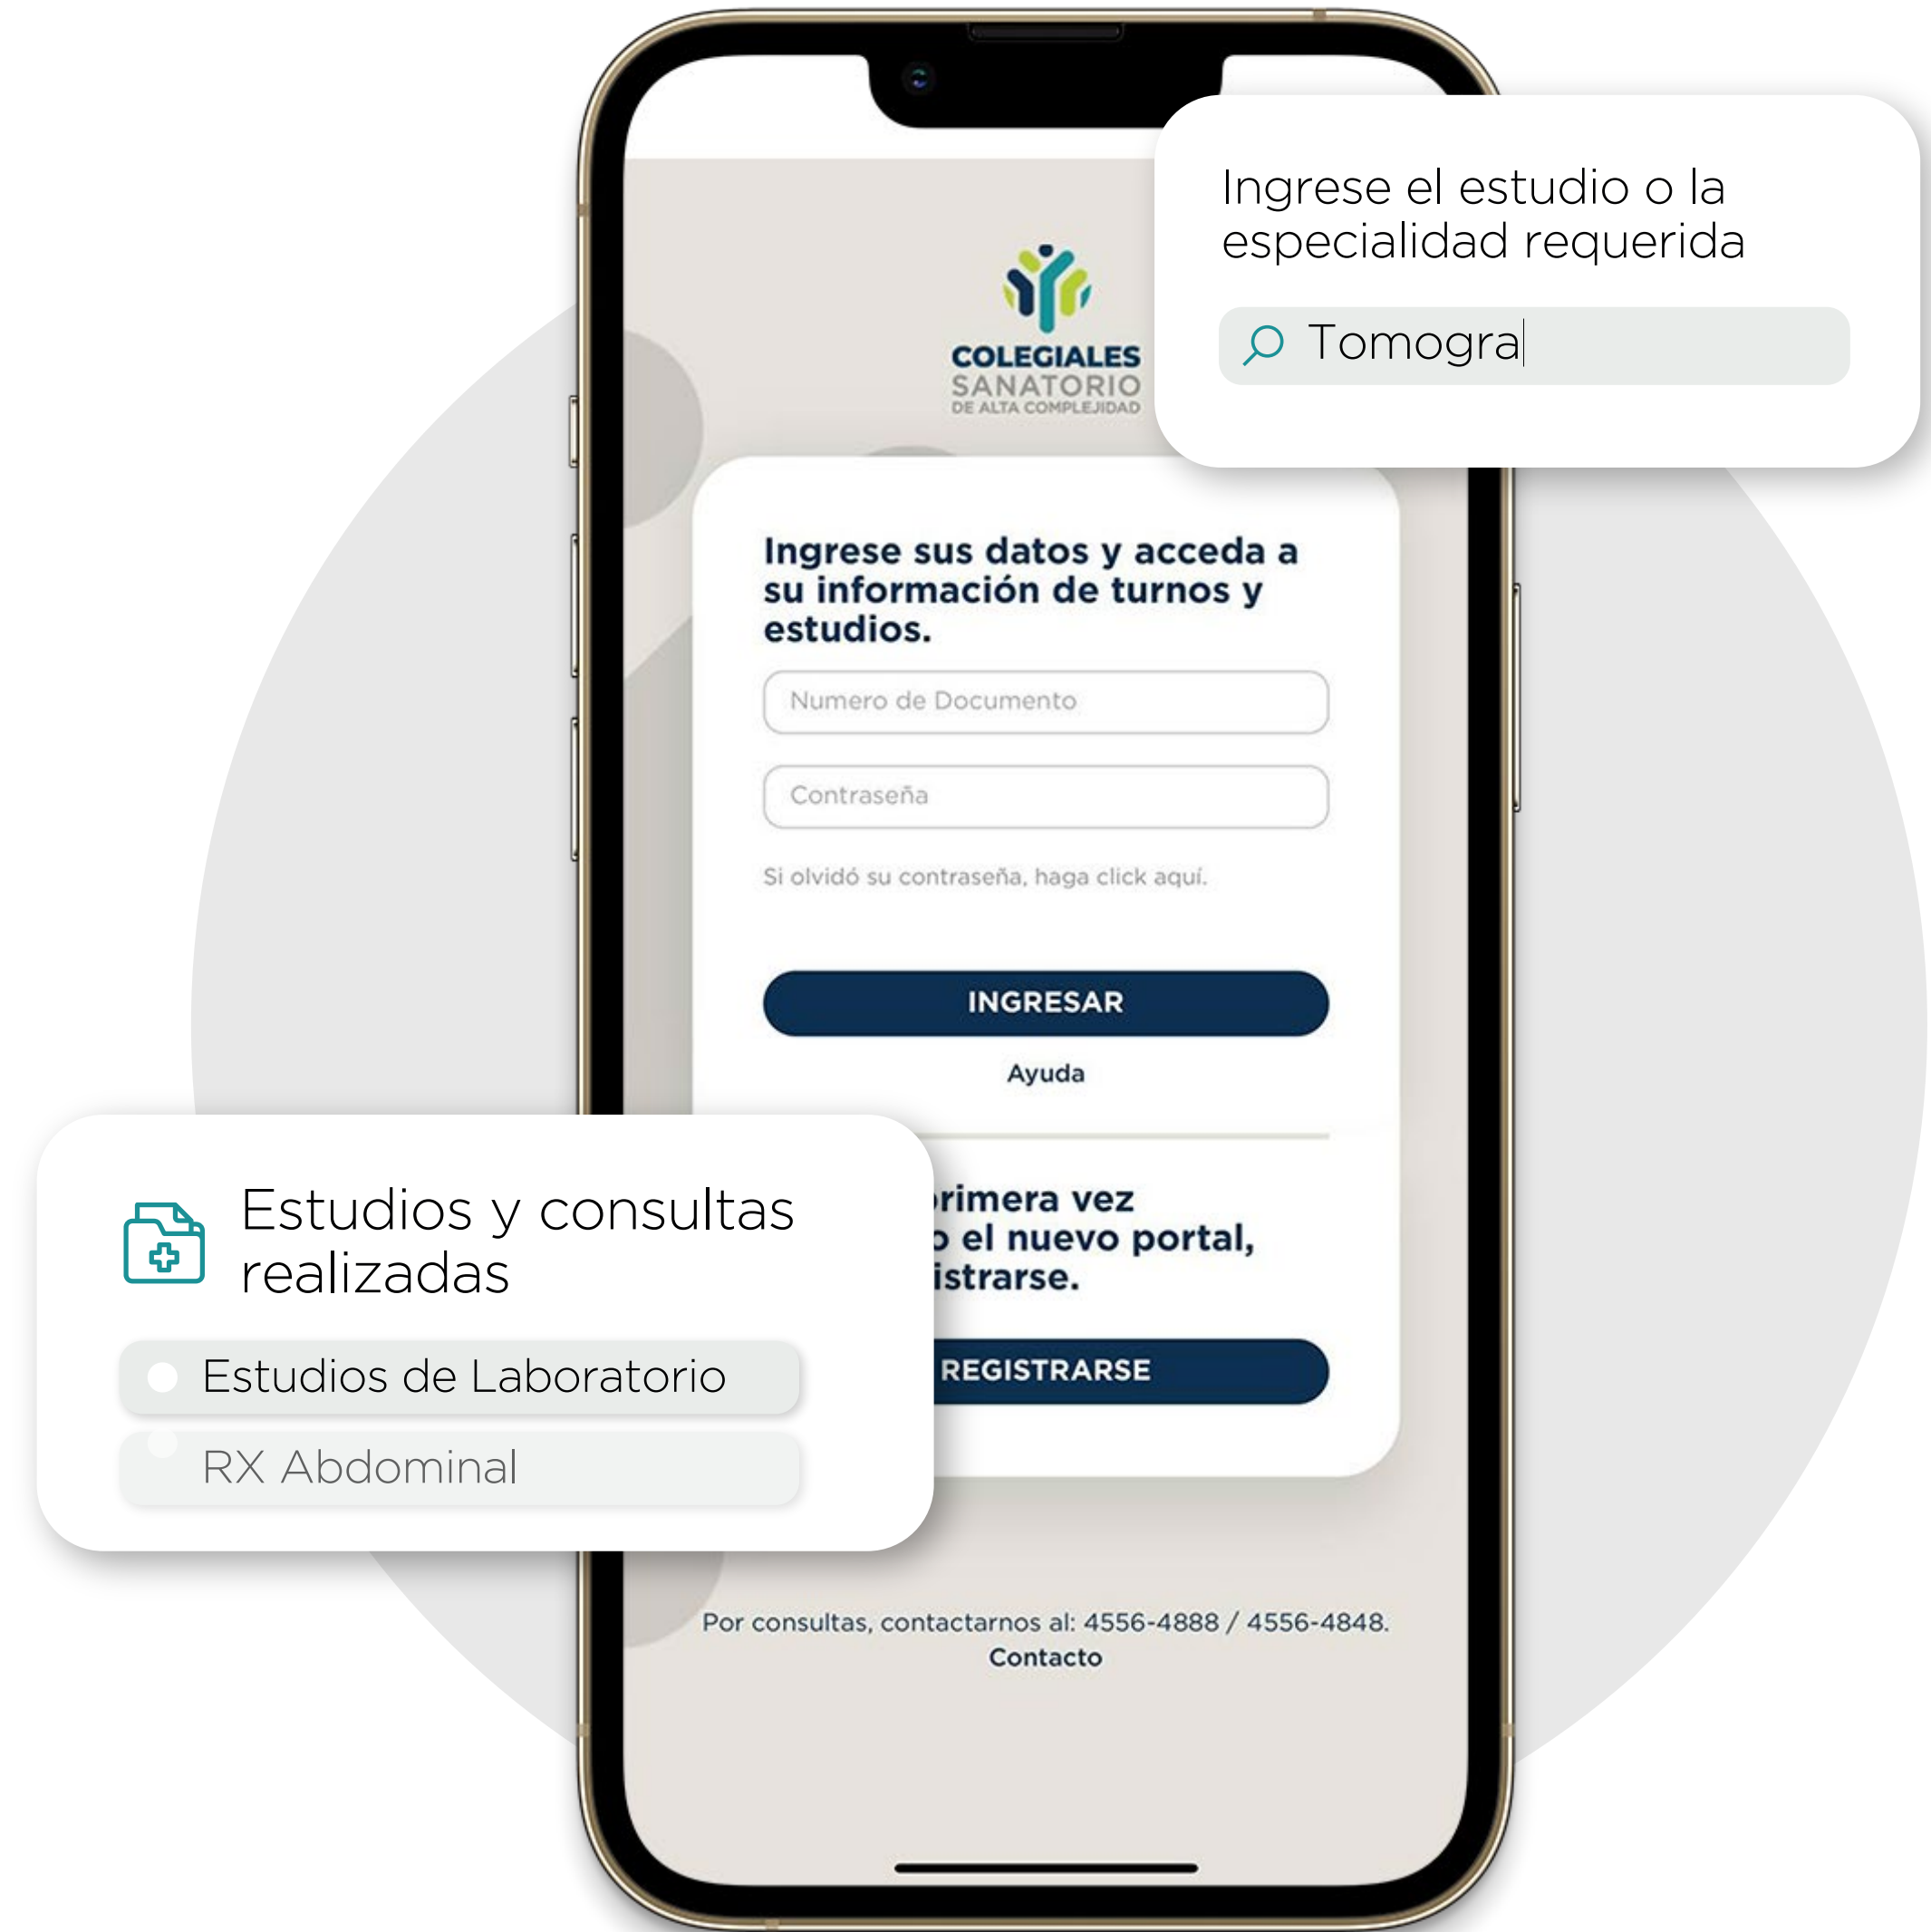 Ingrese el estudio o la
especialidad requerida
Tomogra
COLEGIALES
SANATORIO
DE ALTA COMPLEJIDAD
Ingrese sus datos y acceda a
su información de turnos y
estudios.
Numero de Documento
Contraseña
Si olvidó su contraseña, haga click aquí.
INGRESAR
Ayuda
vez
el nuevo portal,
REGISTRARSE
Estudios y consultas
realizadas
Estudios de Laboratorio
RX Abdominal
Por consultas, contactarnos al: 4556-4888 / 4556-4848.
Contacto